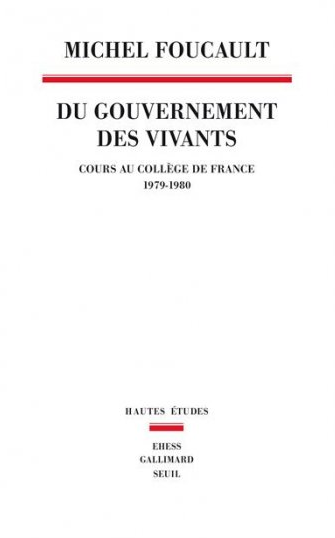 MICHEL FOUCAULT
DU GOUVERNEMENT
DES VIVANTS
COURS AU COLLÈGE DE FRANCE
1979-1980
HAUTES ÉTUDES
EHESS
GALLIMARD
SEUIL